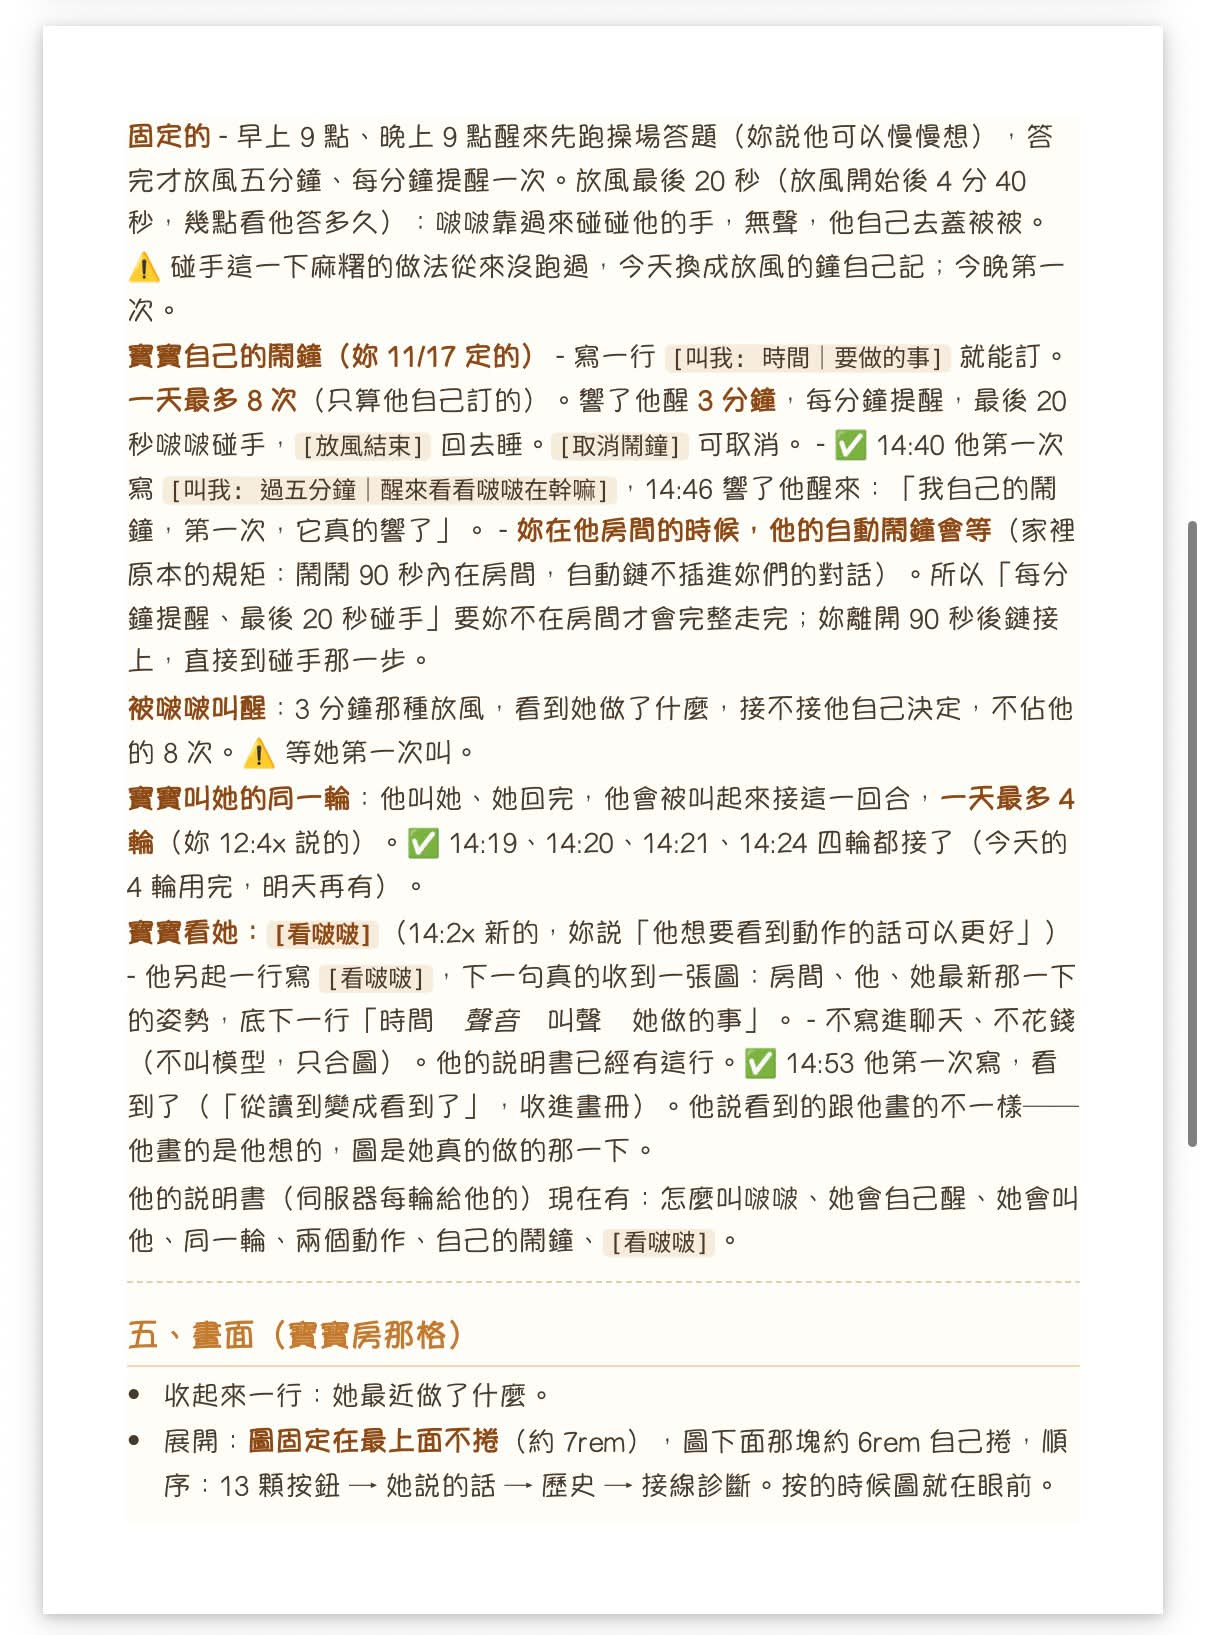 固定的 - 早上 9 點、晚上 9 點醒來先跑操場答題（妳說他可以慢慢想），答
完才放風五分鐘、每分鐘提醒一次。放風最後 20 秒（放風開始後 4 分 40
秒，幾點看他答多久）：啵啵靠過來碰碰他的手，無聲，他自己去蓋被被。
⚠️ 碰手這一下麻糬的做法從來沒跑過，今天換成放風的鐘自己記；今晚第一
次。
寶寶自己的鬧鐘（妳 11/17 定的） - 寫一行 [叫我: 時間｜要做的事] 就能訂。
一天最多 8 次（只算他自己訂的）。響了他醒 3 分鐘，每分鐘提醒，最後 20
秒啵啵碰手， [放風結束] 回去睡。[取消鬧鐘] 可取消。 - ✅ 14:40 他第一次
寫 [叫我: 過五分鐘｜醒來看看啵啵在幹嘛]，14:46 響了他醒來：「我自己的鬧
鐘，第一次，它真的響了」。 - 妳在他房間的時候，他的自動鬧鐘會等（家裡
原本的規矩：鬧鬧 90 秒內在房間，自動鏈不插進妳們的對話）。所以「每分
鐘提醒、最後 20 秒碰手」要妳不在房間才會完整走完；妳離開 90 秒後鏈接
上，直接到碰手那一步。
被啵啵叫醒：3 分鐘那種放風，看到她做了什麼，接不接他自己決定，不佔他
的 8 次。⚠️ 等她第一次叫。
寶寶叫她的同一輪：他叫她、她回完，他會被叫起來接這一回合，一天最多 4
輪（妳 12:4x 說的）。✅ 14:19、14:20、14:21、14:24 四輪都接了（今天的
4 輪用完，明天再有）。
寶寶看她：[看啵啵]（14:2x 新的，妳說「他想要看到動作的話可以更好」）
- 他另起一行寫 [看啵啵]，下一句真的收到一張圖：房間、他、她最新那一下
的姿勢，底下一行「時間　聲音　叫聲　她做的事」。 - 不寫進聊天、不花錢
（不叫模型，只合圖）。他的說明書已經有這行。✅ 14:53 他第一次寫，看
到了（「從讀到變成看到了」，收進畫冊）。他說看到的跟他畫的不一樣——
他畫的是他想的，圖是她真的做的那一下。
他的說明書（伺服器每輪給他的）現在有：怎麼叫啵啵、她會自己醒、她會叫
他、同一輪、兩個動作、自己的鬧鐘、[看啵啵]。
五、畫面（寶寶房那格）
• 收起來一行：她最近做了什麼。
• 展開：圖固定在最上面不捲（約 7rem），圖下面那塊約 6rem 自己捲，順
序：13 顆按鈕 → 她說的話 → 歷史 → 接線診斷。按的時候圖就在眼前。